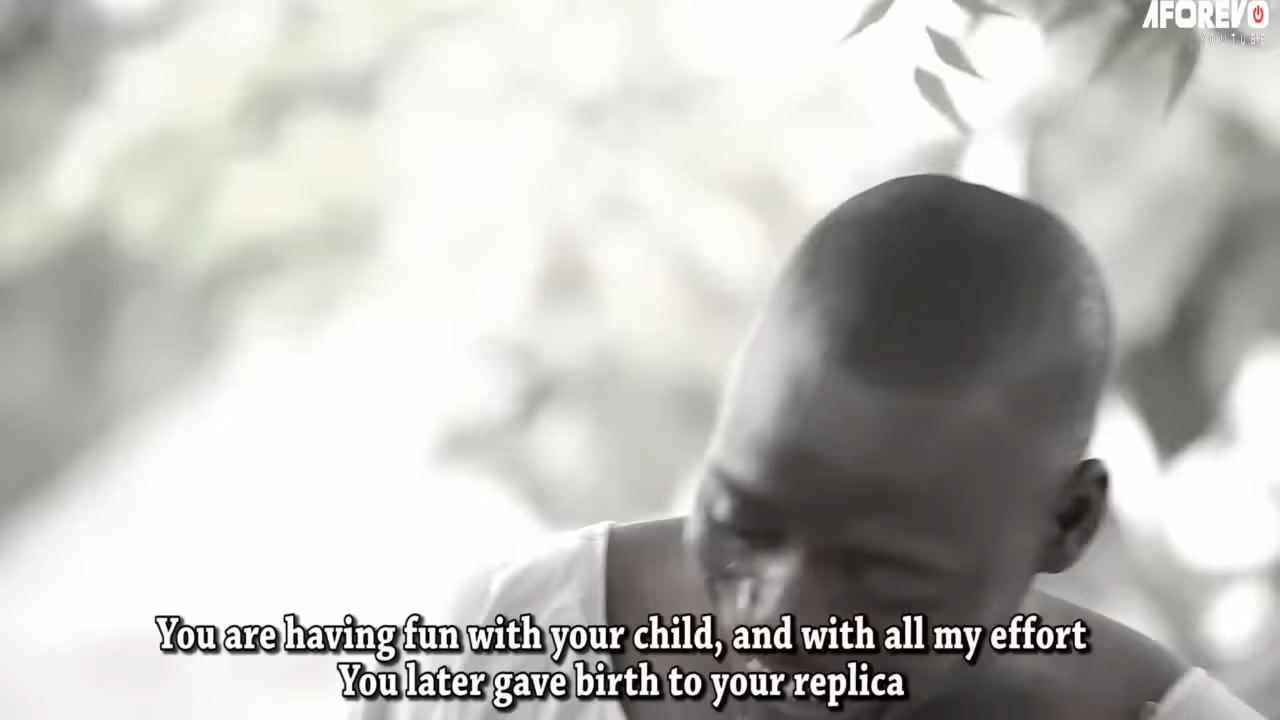 AFOREVO
YOUTUBE
You are having fun with your child, and with all my effort
You later gave birth to your replica